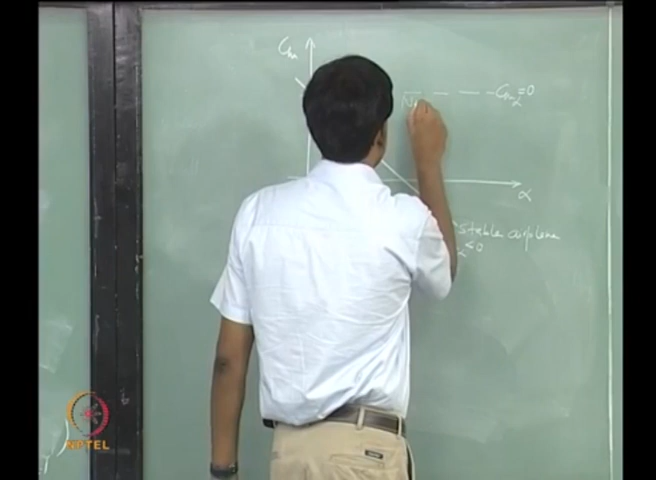 Cm
Cmα=0
α
stable airplane
α<0
NPTEL